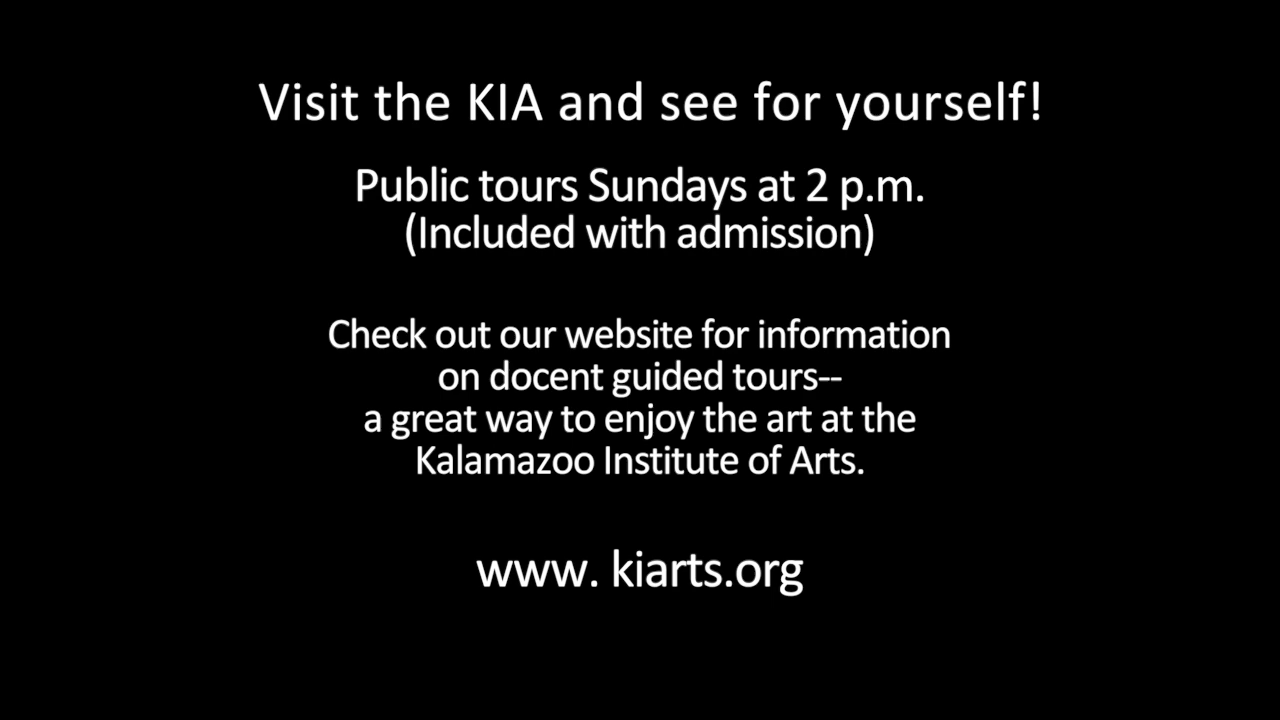 Visit the KIA and see for yourself!
Public tours Sundays at 2 p.m.
(Included with admission)
Check out our website for information
on docent guided tours--
a great way to enjoy the art at the
Kalamazoo Institute of Arts.
www. kiarts.org